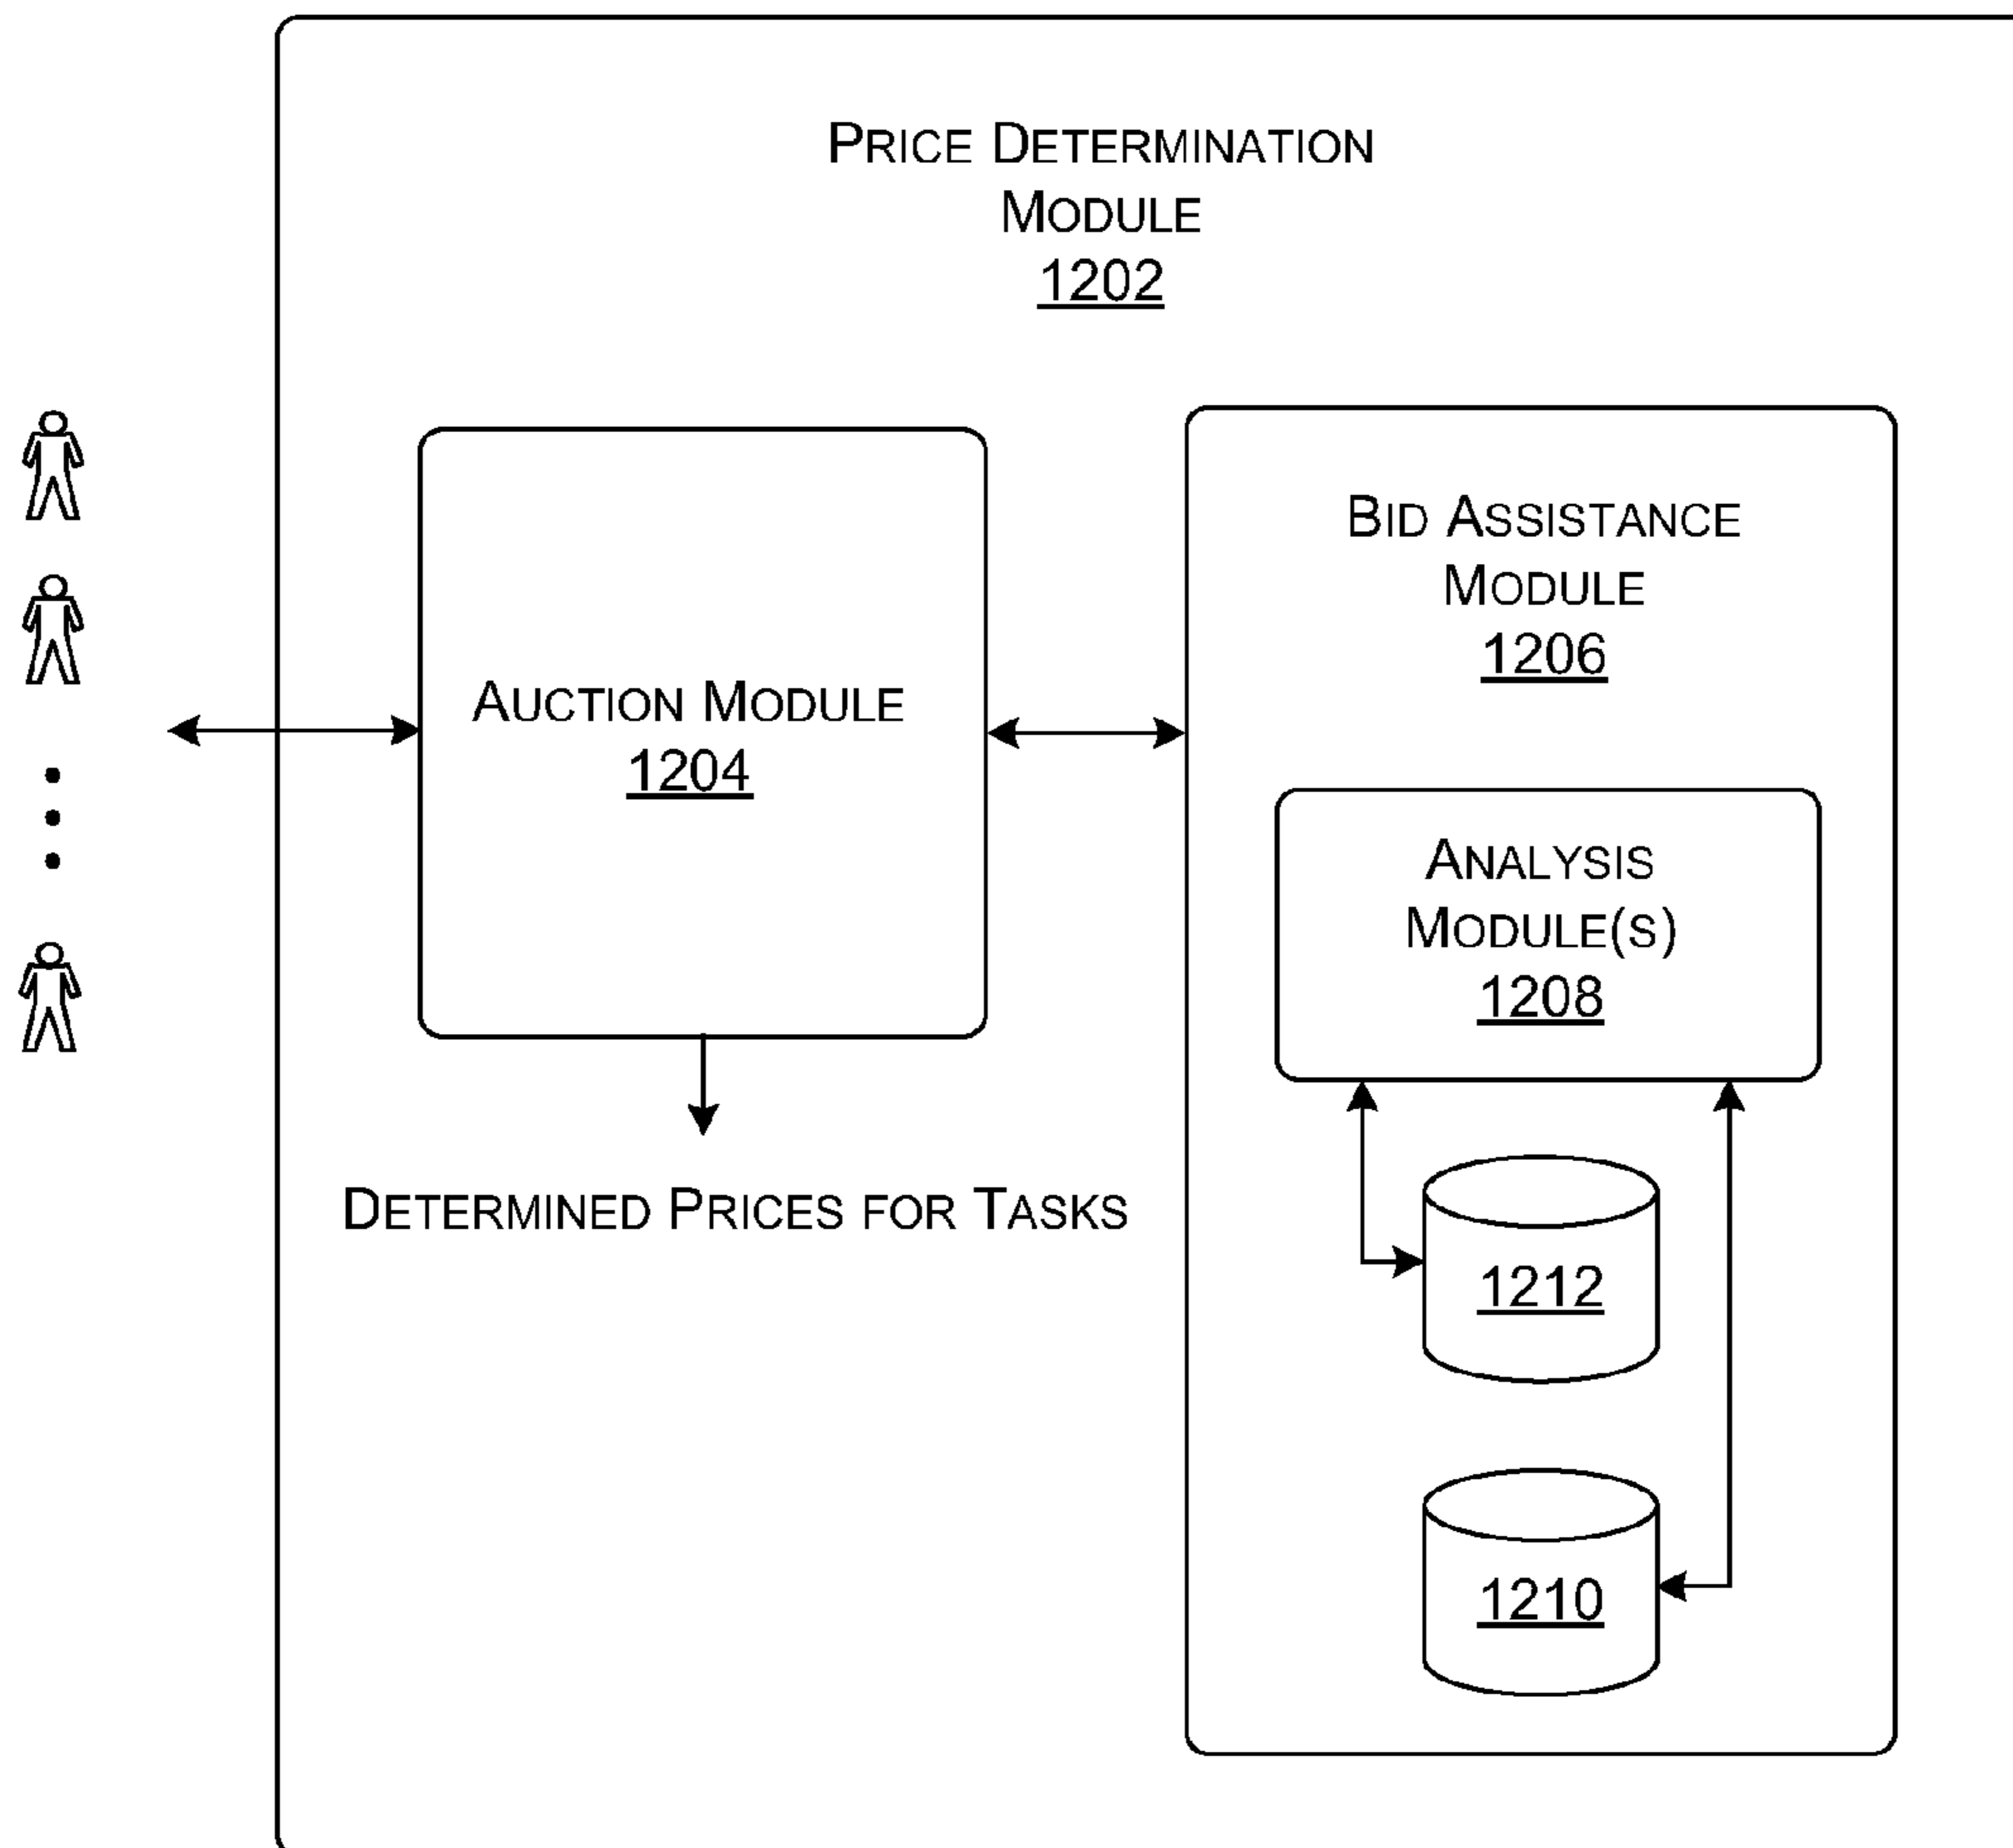 PRICE DETERMINATION
MODULE
1202
AUCTION MODULE
1204
DETERMINED PRICES FOR TASKS
BID ASSISTANCE
MODULE
1206
ANALYSIS
MODULE(S)
1208
1212
1210